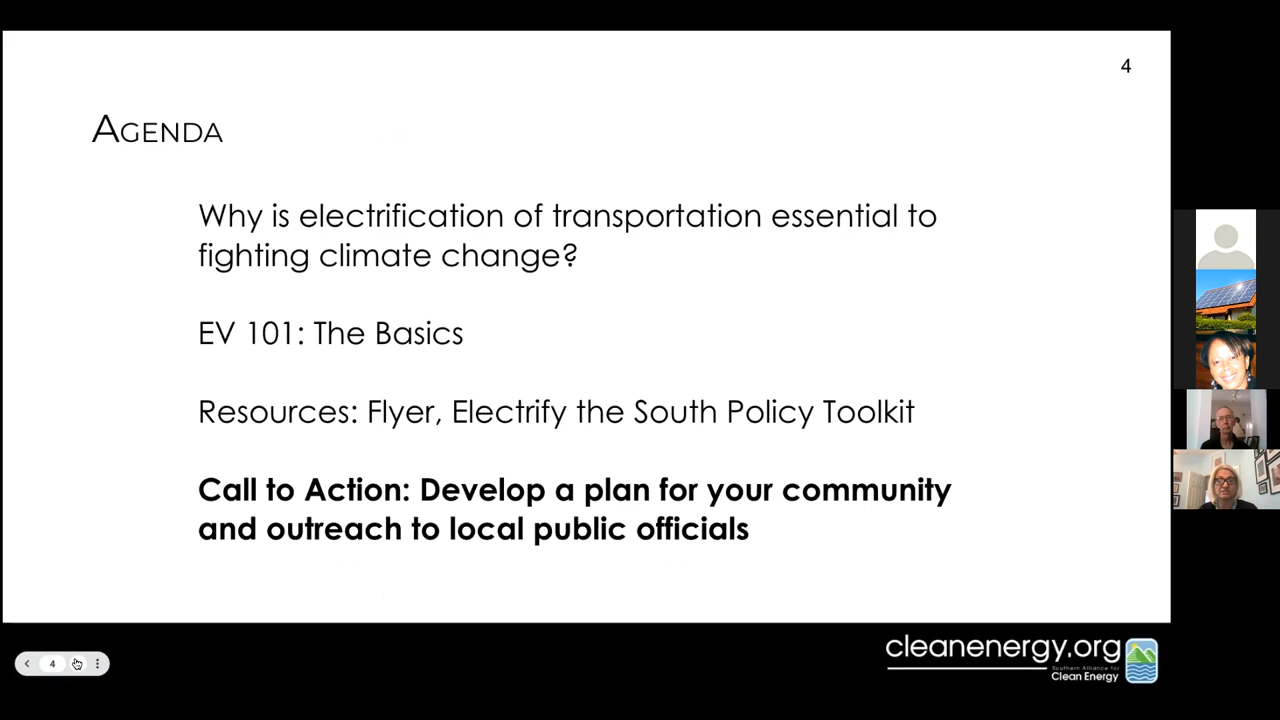 4
AGENDA
Why is electrification of transportation essential to
fighting climate change?
EV 101: The Basics
Resources: Flyer, Electrify the South Policy Toolkit
Call to Action: Develop a plan for your community
and outreach to local public officials
4
cleanenergy.org
Southern Alliance for
Clean Energy